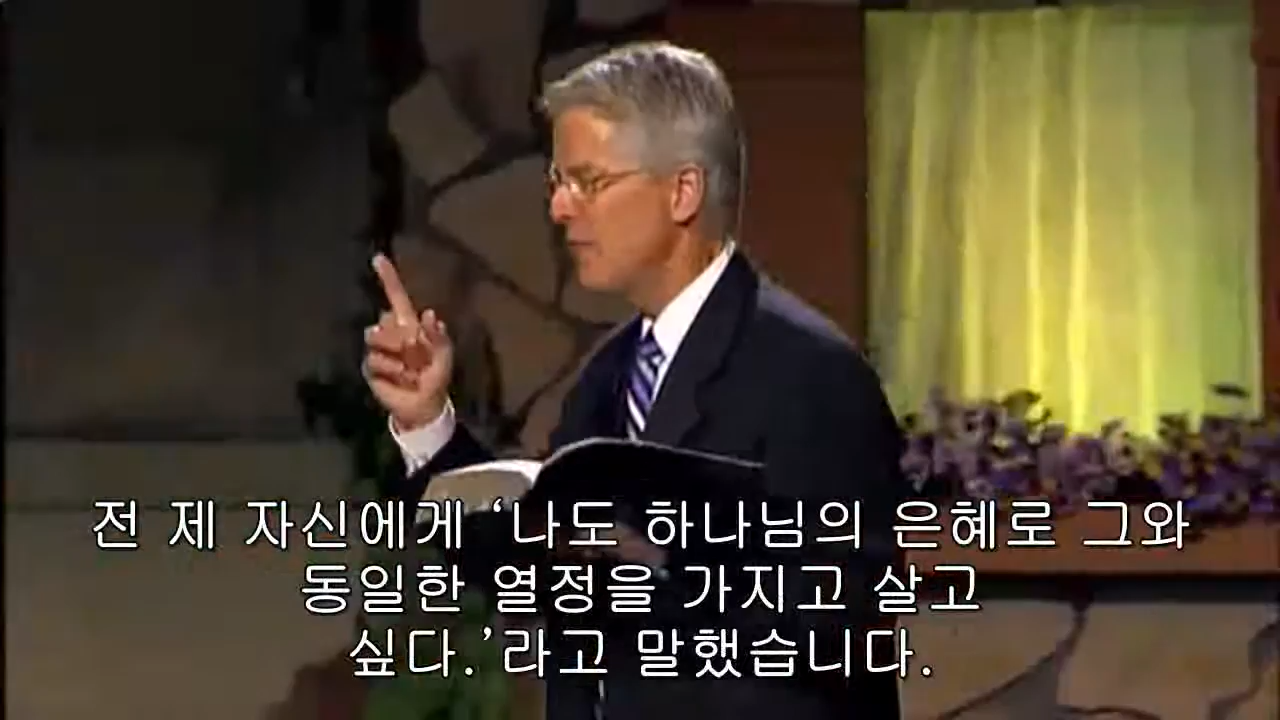 전 제 자신에게 ‘나도 하나님의 은혜로 그와
동일한 열정을 가지고 살고
싶다.’라고 말했습니다.